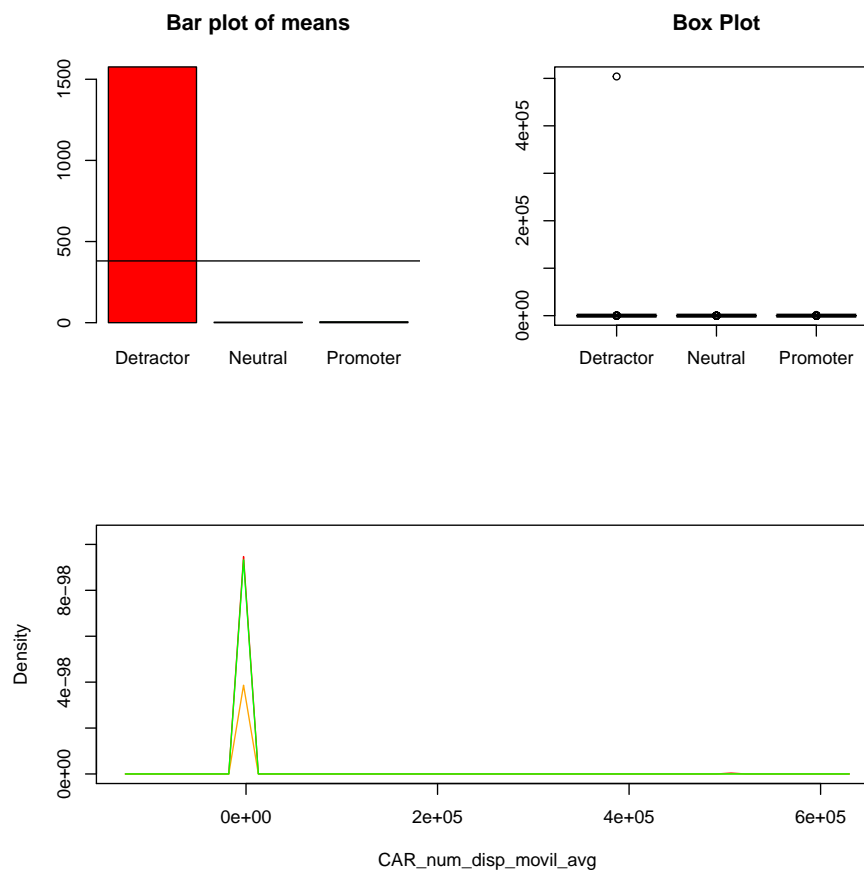 Bar plot of means
1500
1000
500
0
Detractor Neutral Promoter
Box Plot
4e+05
2e+05
0e+00
Detractor Neutral Promoter
Density
8e-98
4e-98
0e+00
0e+00 2e+05 4e+05 6e+05
CAR_num_disp_movil_avg